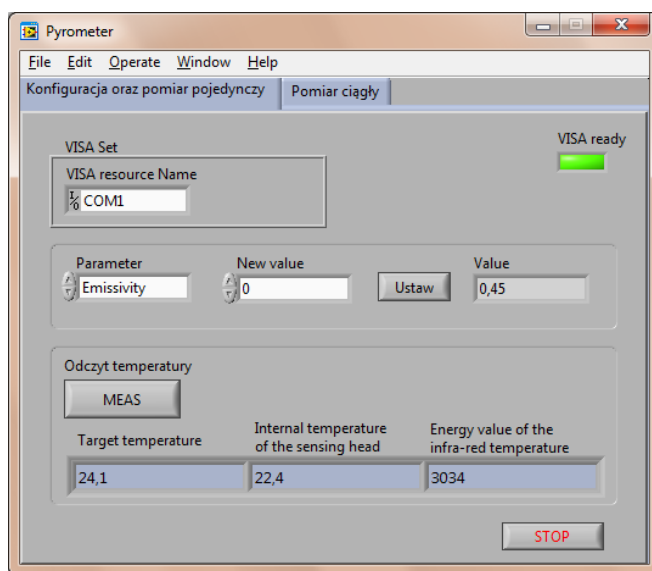 Pyrometer
File Edit Operate Window Help
Konfiguracja oraz pomiar pojedynczy Pomiar ciągły
VISA ready
VISA Set
VISA resource Name
I/O COM1
Parameter New value Value
Emissivity 0 Ustaw 0,45
Odczyt temperatury
MEAS
Target temperature
Internal temperature
of the sensing head
Energy value of the
infra-red temperature
24,1 22,4 3034
STOP